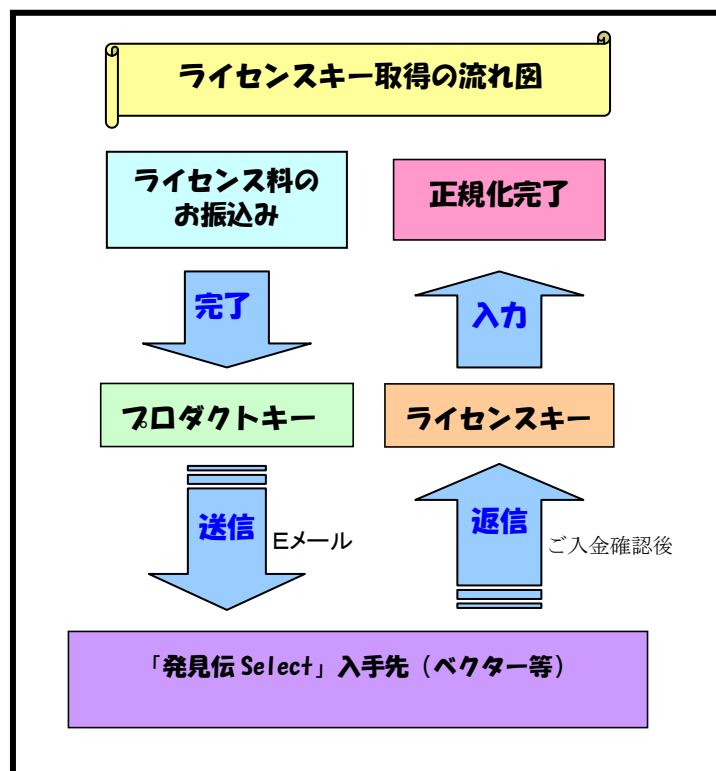 ライセンスキー取得の流れ図
ライセンス料の
お振込み
正規化完了
完了
入力
プロダクトキー
ライセンスキー
送信
Eメール
返信
ご入金確認後
「発見伝 Select」入手先（ベクター等）